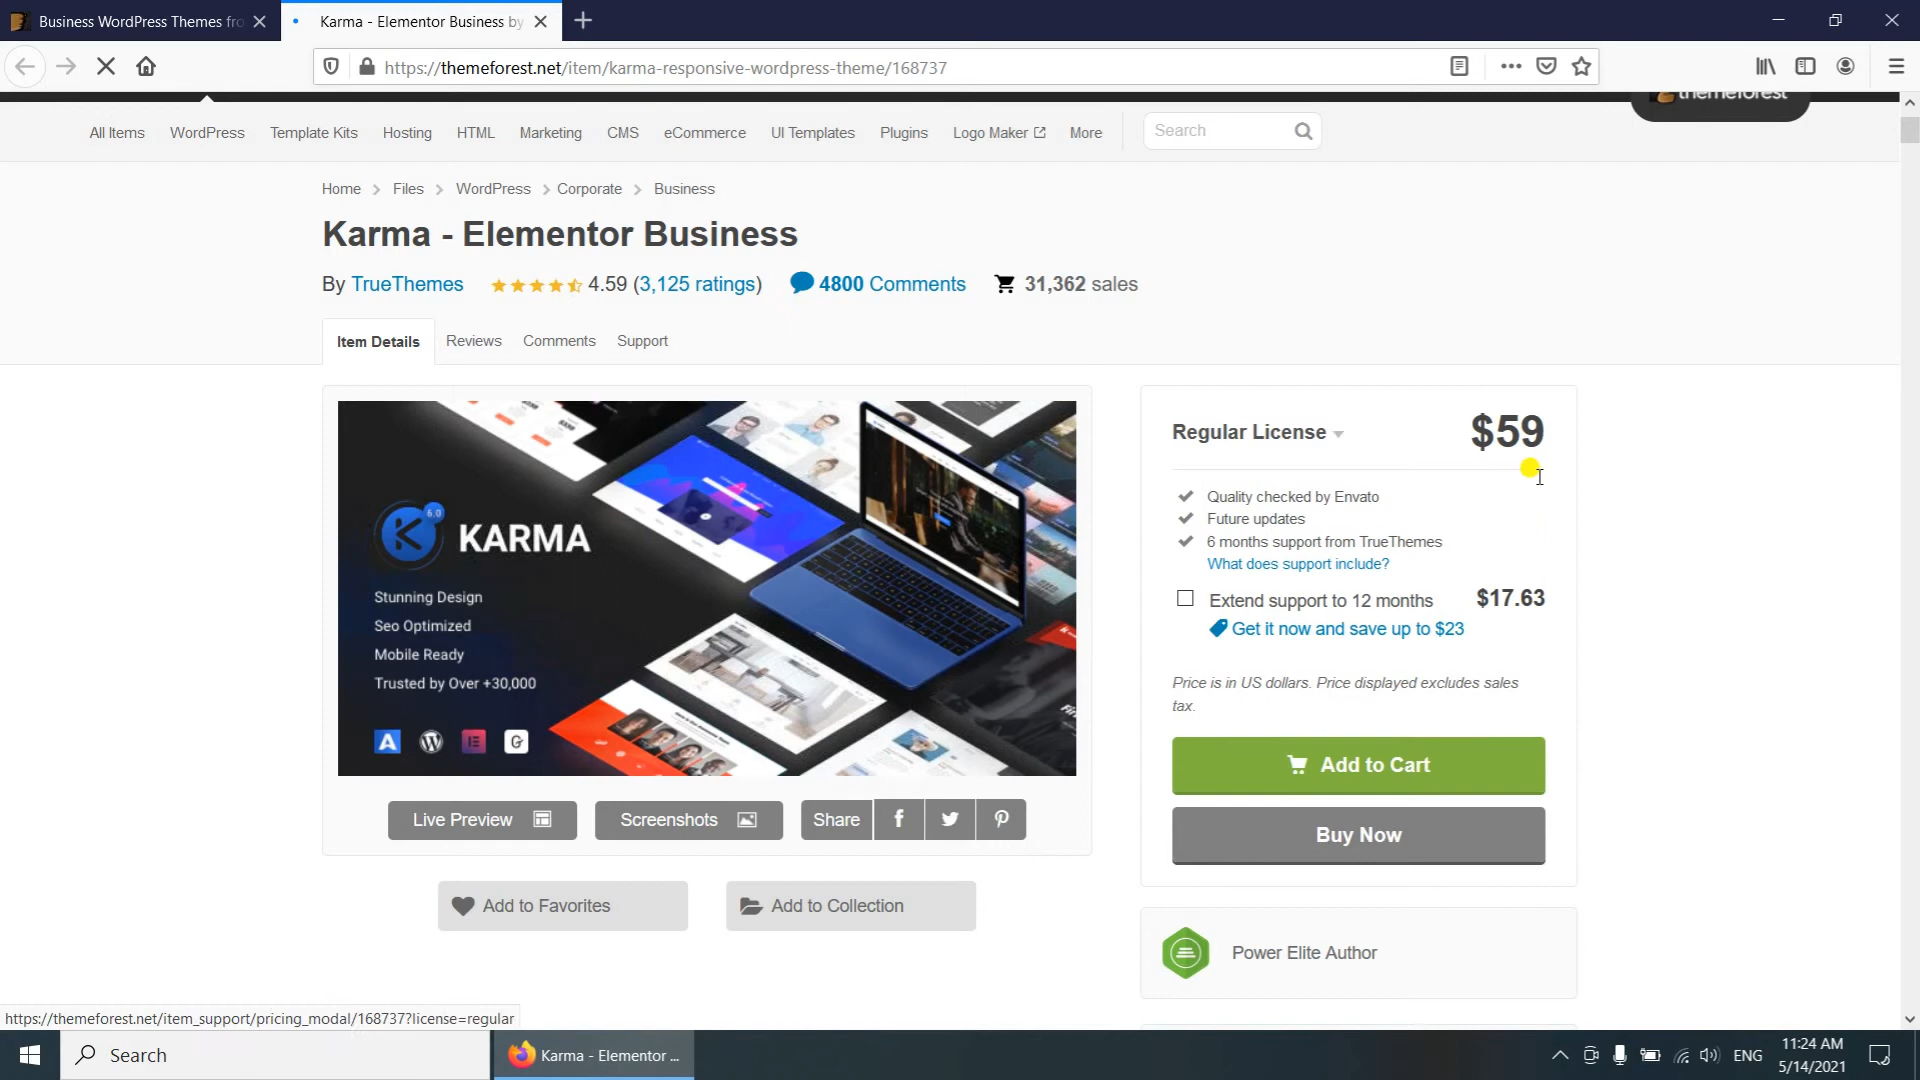 Business WordPress Themes fro
Karma - Elementor Business by
https://themeforest.net/item/karma-responsive-wordpress-theme/168737
themeforest
All Items
WordPress
Template Kits
Hosting
HTML
Marketing
CMS
eCommerce
UI Templates
Plugins
Logo Maker
More
Search
Home > Files > WordPress > Corporate > Business
Karma - Elementor Business
By TrueThemes 4.59 (3,125 ratings) 4800 Comments 31,362 sales
Item Details
Reviews
Comments
Support
6.0
KARMA
Stunning Design
Seo Optimized
Mobile Ready
Trusted by Over +30,000
Live Preview
Screenshots
Share
Add to Favorites
Add to Collection
Regular License
$59
Quality checked by Envato
Future updates
6 months support from TrueThemes
What does support include?
Extend support to 12 months
$17.63
Get it now and save up to $23
Price is in US dollars. Price displayed excludes sales
tax.
Add to Cart
Buy Now
Power Elite Author
https://themeforest.net/item_support/pricing_modal/168737?license=regular
Search
Karma - Elementor ...
ENG
11:24 AM
5/14/2021